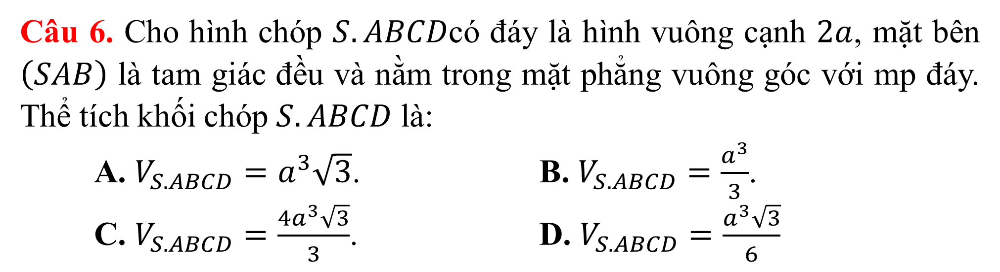 Câu 6. Cho hình chóp S.ABCDcó đáy là hình vuông cạnh 2a, mặt bên
(SAB) là tam giác đều và nằm trong mặt phẳng vuông góc với mp đáy.
Thể tích khối chóp S.ABCD là:
A. $V_{S.ABCD} = a^3\sqrt{3}$. B. $V_{S.ABCD} = \frac{a^3}{3}$.
C. $V_{S.ABCD} = \frac{4a^3\sqrt{3}}{3}$. D. $V_{S.ABCD} = \frac{a^3\sqrt{3}}{6}$